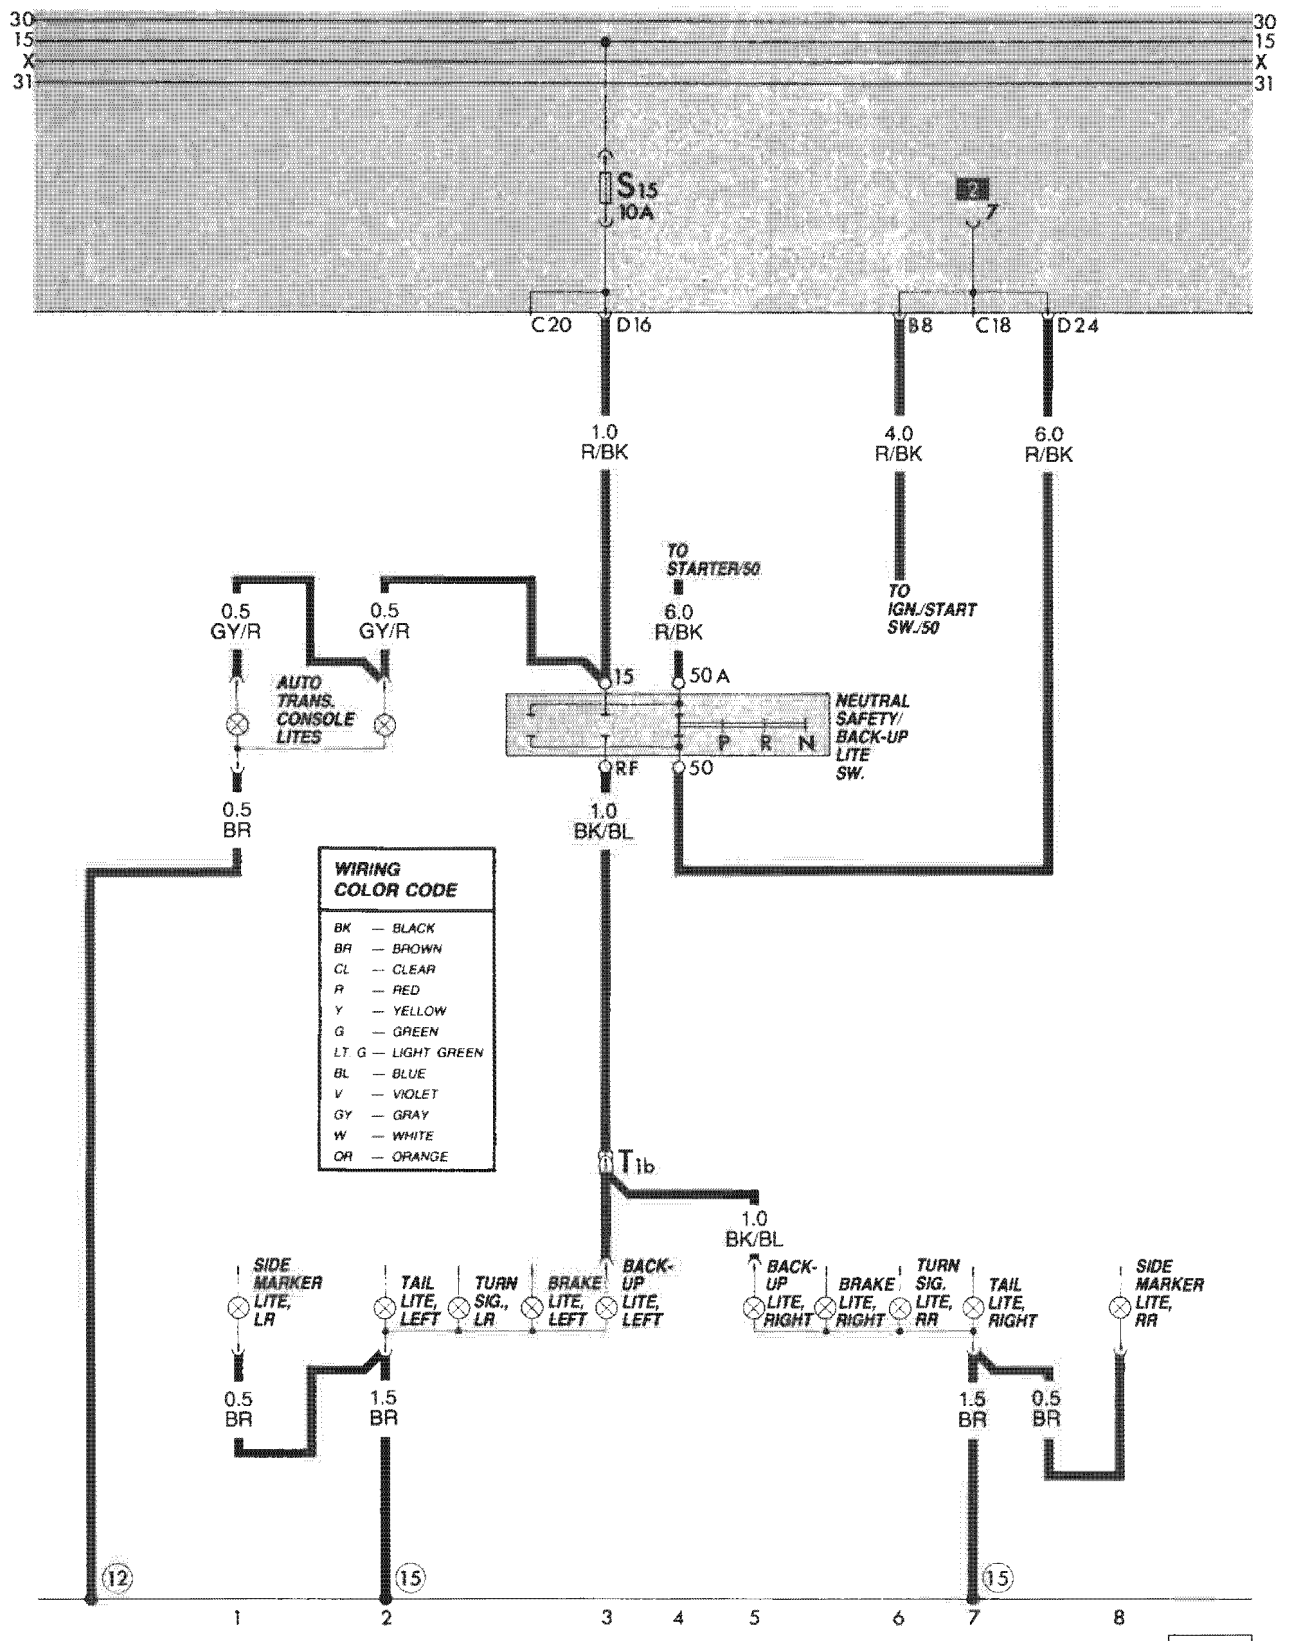 30 30
15 15
X X
31 31
S15
10A
2
7
C20 D16 B8 C18 D24
1.0
R/BK
4.0
R/BK
6.0
R/BK
TO
STARTER/50
TO
IGN./START
SW./50
0.5
GY/R
0.5
GY/R
6.0
R/BK
15 50 A
AUTO
TRANS.
CONSOLE
LITES
NEUTRAL
SAFETY/
BACK-UP
LITE
SW.
P R N
RF 50
0.5
BR
1.0
BK/BL
WIRING
COLOR CODE
BK — BLACK
BR — BROWN
CL — CLEAR
R — RED
Y — YELLOW
G — GREEN
LT. G — LIGHT GREEN
BL — BLUE
V — VIOLET
GY — GRAY
W — WHITE
OR — ORANGE
T1b
1.0
BK/BL
SIDE
MARKER
LITE,
LR
TAIL
LITE,
LEFT
TURN
SIG.,
LR
BRAKE
LITE,
LEFT
BACK-
UP
LITE,
LEFT
BACK-
UP
LITE,
RIGHT
BRAKE
LITE,
RIGHT
TURN
SIG.
LITE,
RR
TAIL
LITE,
RIGHT
SIDE
MARKER
LITE,
RR
0.5
BR
1.5
BR
1.5
BR
0.5
BR
12 15 15
1 2 3 4 5 6 7 8